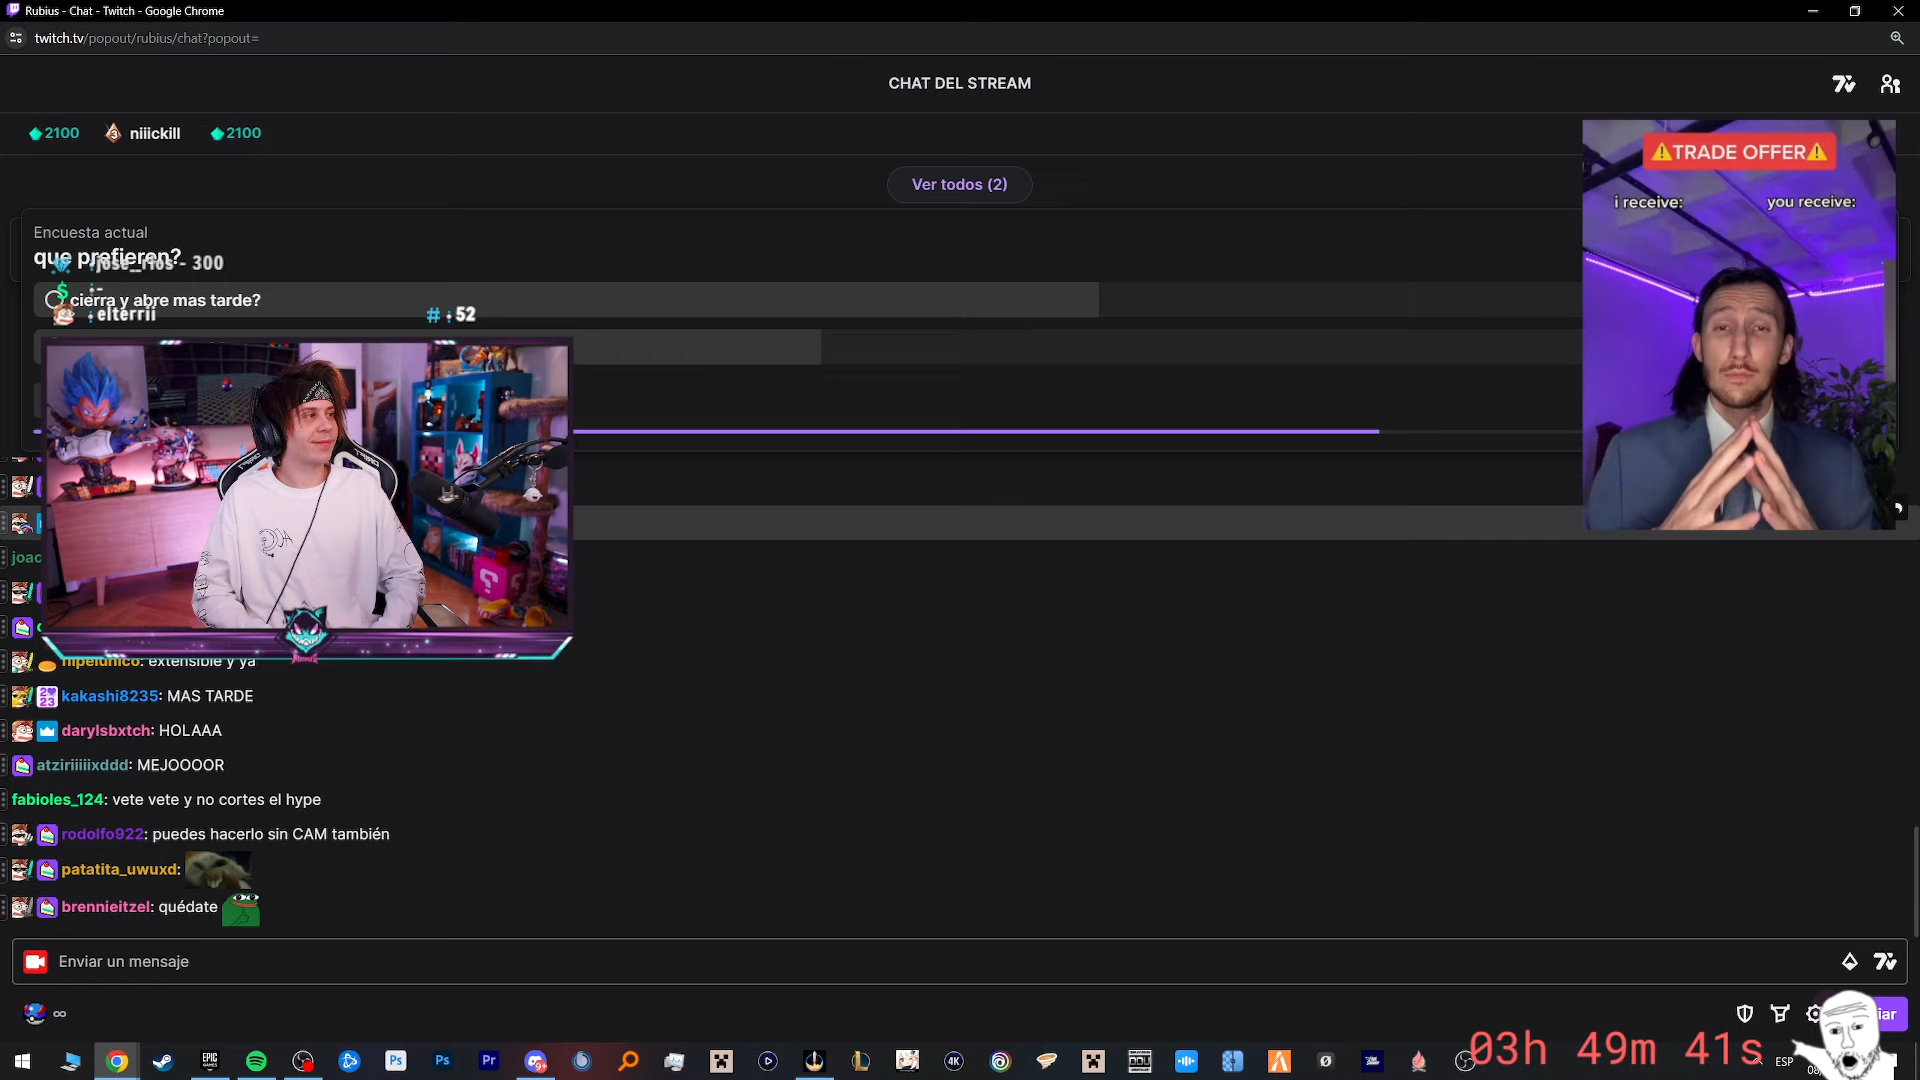 Rubius - Chat - Twitch - Google Chrome
twitch.tv/popout/rubius/chat?popout=
CHAT DEL STREAM
2100 niiickill 2100
Ver todos (2)
⚠TRADE OFFER⚠
i receive: you receive:
Encuesta actual
que prefieren?
jose_rios - 300
cierra y abre mas tarde?
elterrii # : 52
joac
flipelunico: extensible y ya
kakashi8235: MAS TARDE
darylsbxtch: HOLAAA
atziriiiiixddd: MEJOOOOR
fabioles_124: vete vete y no cortes el hype
rodolfo922: puedes hacerlo sin CAM también
patatita_uwuxd:
brennieitzel: quédate
Enviar un mensaje
iar
03h 49m 41s
ESP